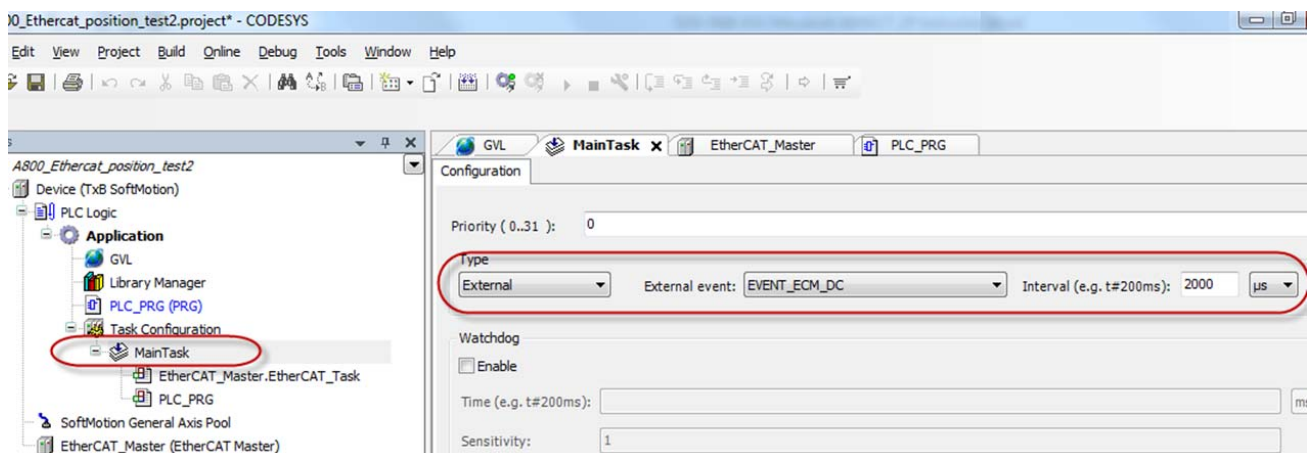 00_Ethercat_position_test2.project* - CODESYS
Edit View Project Build Online Debug Tools Window Help
GVL MainTask EtherCAT_Master PLC_PRG
A800_Ethercat_position_test2
Device (TxB SoftMotion)
PLC Logic
Application
GVL
Library Manager
PLC_PRG (PRG)
Task Configuration
MainTask
EtherCAT_Master.EtherCAT_Task
PLC_PRG
SoftMotion General Axis Pool
EtherCAT_Master (EtherCAT Master)
Configuration
Priority ( 0..31 ): 0
Type
External External event: EVENT_ECM_DC Interval (e.g. t#200ms): 2000 µs
Watchdog
Enable
Time (e.g. t#200ms): ms
Sensitivity: 1